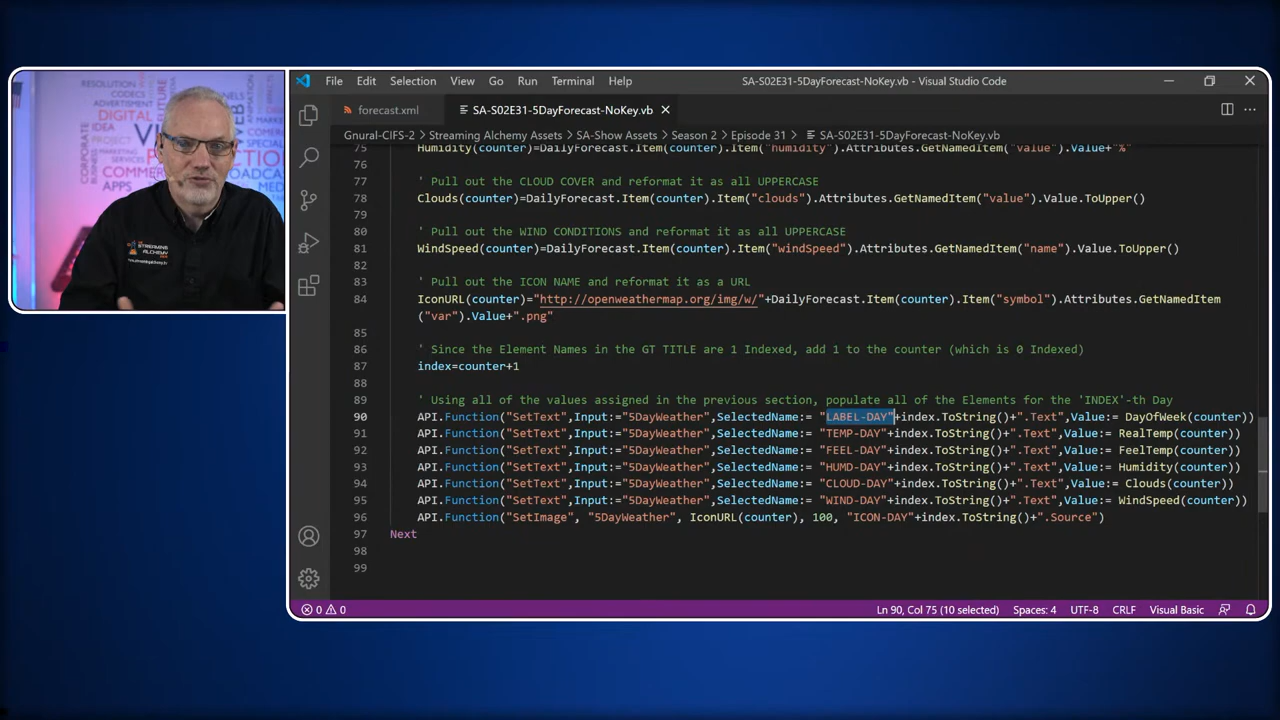 File Edit Selection View Go Run Terminal Help
SA-S02E31-5DayForecast-NoKey.vb - Visual Studio Code
forecast.xml
SA-S02E31-5DayForecast-NoKey.vb
Gnural-CIFS-2 > Streaming Alchemy Assets > SA-Show Assets > Season 2 > Episode 31 > SA-S02E31-5DayForecast-NoKey.vb
75 Humidity(counter)=DailyForecast.Item(counter).Item("humidity").Attributes.GetNamedItem("value").Value+"%"
76
77 ' Pull out the CLOUD COVER and reformat it as all UPPERCASE
78 Clouds(counter)=DailyForecast.Item(counter).Item("clouds").Attributes.GetNamedItem("value").Value.ToUpper()
79
80 ' Pull out the WIND CONDITIONS and reformat it as all UPPERCASE
81 WindSpeed(counter)=DailyForecast.Item(counter).Item("windSpeed").Attributes.GetNamedItem("name").Value.ToUpper()
82
83 ' Pull out the ICON NAME and reformat it as a URL
84 IconURL(counter)="http://openweathermap.org/img/w/"+DailyForecast.Item(counter).Item("symbol").Attributes.GetNamedItem
("var").Value+".png"
85
86 ' Since the Element Names in the GT TITLE are 1 Indexed, add 1 to the counter (which is 0 Indexed)
87 index=counter+1
88
89 ' Using all of the values assigned in the previous section, populate all of the Elements for the 'INDEX'-th Day
90 API.Function("SetText",Input:="5DayWeather",SelectedName:= "LABEL-DAY"+index.ToString()+".Text",Value:= DayOfWeek(counter))
91 API.Function("SetText",Input:="5DayWeather",SelectedName:= "TEMP-DAY"+index.ToString()+".Text",Value:= RealTemp(counter))
92 API.Function("SetText",Input:="5DayWeather",SelectedName:= "FEEL-DAY"+index.ToString()+".Text",Value:= FeelTemp(counter))
93 API.Function("SetText",Input:="5DayWeather",SelectedName:= "HUMD-DAY"+index.ToString()+".Text",Value:= Humidity(counter))
94 API.Function("SetText",Input:="5DayWeather",SelectedName:= "CLOUD-DAY"+index.ToString()+".Text",Value:= Clouds(counter))
95 API.Function("SetText",Input:="5DayWeather",SelectedName:= "WIND-DAY"+index.ToString()+".Text",Value:= WindSpeed(counter))
96 API.Function("SetImage", "5DayWeather", IconURL(counter), 100, "ICON-DAY"+index.ToString()+".Source")
97 Next
98
99
0 0
Ln 90, Col 75 (10 selected) Spaces: 4 UTF-8 CRLF Visual Basic
RESOLUTION
CODECS
ADVERTISEMENT
DIGITAL
IDEA
PROJECT
MARKETING
SERVICES
APPS
CORPORATE
FUTURE
STREAMING
ALCHEMY